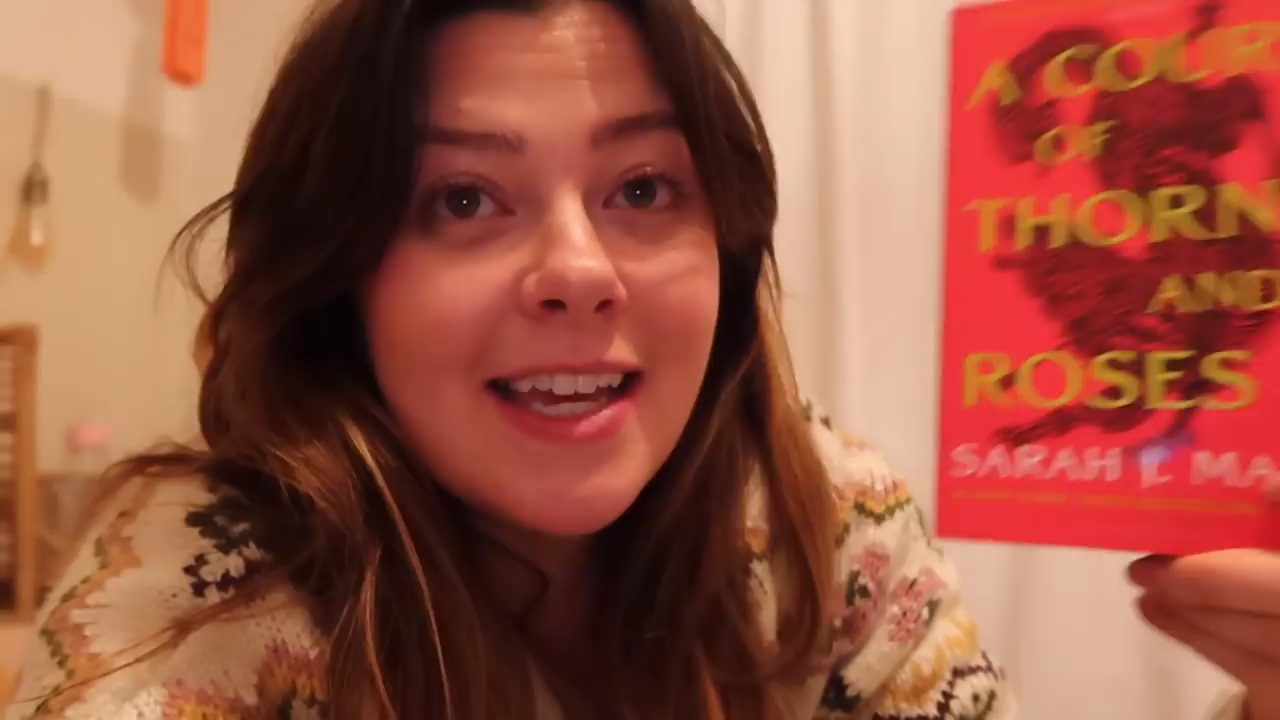 A COUR
OF
THORN
AND
ROSES
SARAH L MA